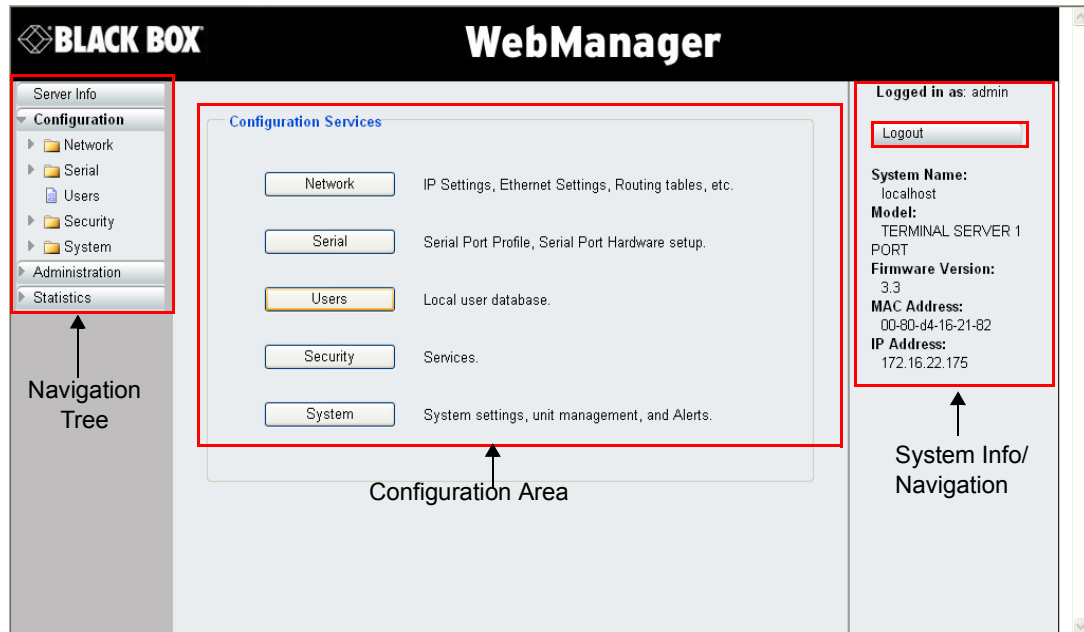 BLACK BOX
WebManager
Server Info
Configuration
Network
Serial
Users
Security
System
Administration
Statistics
Navigation
Tree
Configuration Services
Network IP Settings, Ethernet Settings, Routing tables, etc.
Serial Serial Port Profile, Serial Port Hardware setup.
Users Local user database.
Security Services.
System System settings, unit management, and Alerts.
Configuration Area
Logged in as: admin
Logout
System Name:
localhost
Model:
TERMINAL SERVER 1
PORT
Firmware Version:
3.3
MAC Address:
00-80-d4-16-21-82
IP Address:
172.16.22.175
System Info/
Navigation